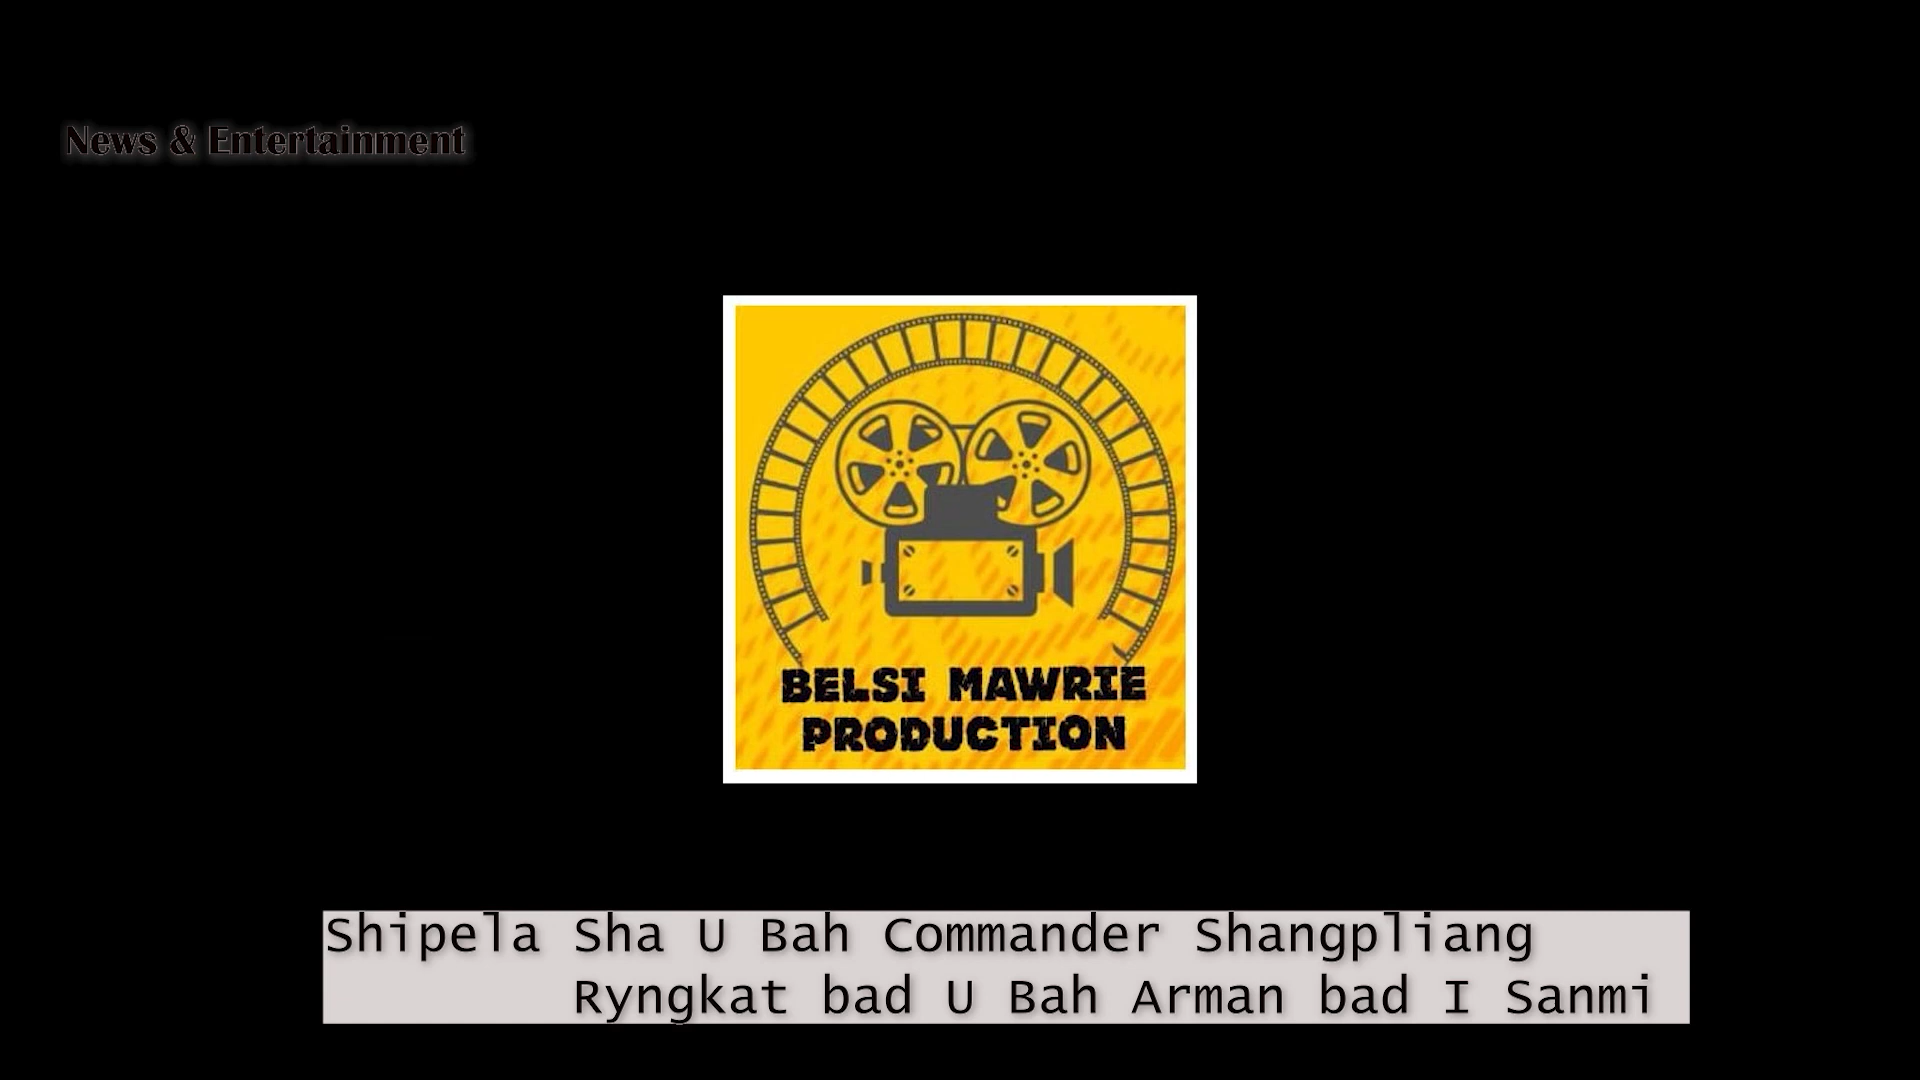 News & Entertainment
BELSI MAWRIE
PRODUCTION
Shipela Sha U Bah Commander Shangpliang
Ryngkat bad U Bah Arman bad I Sanmi